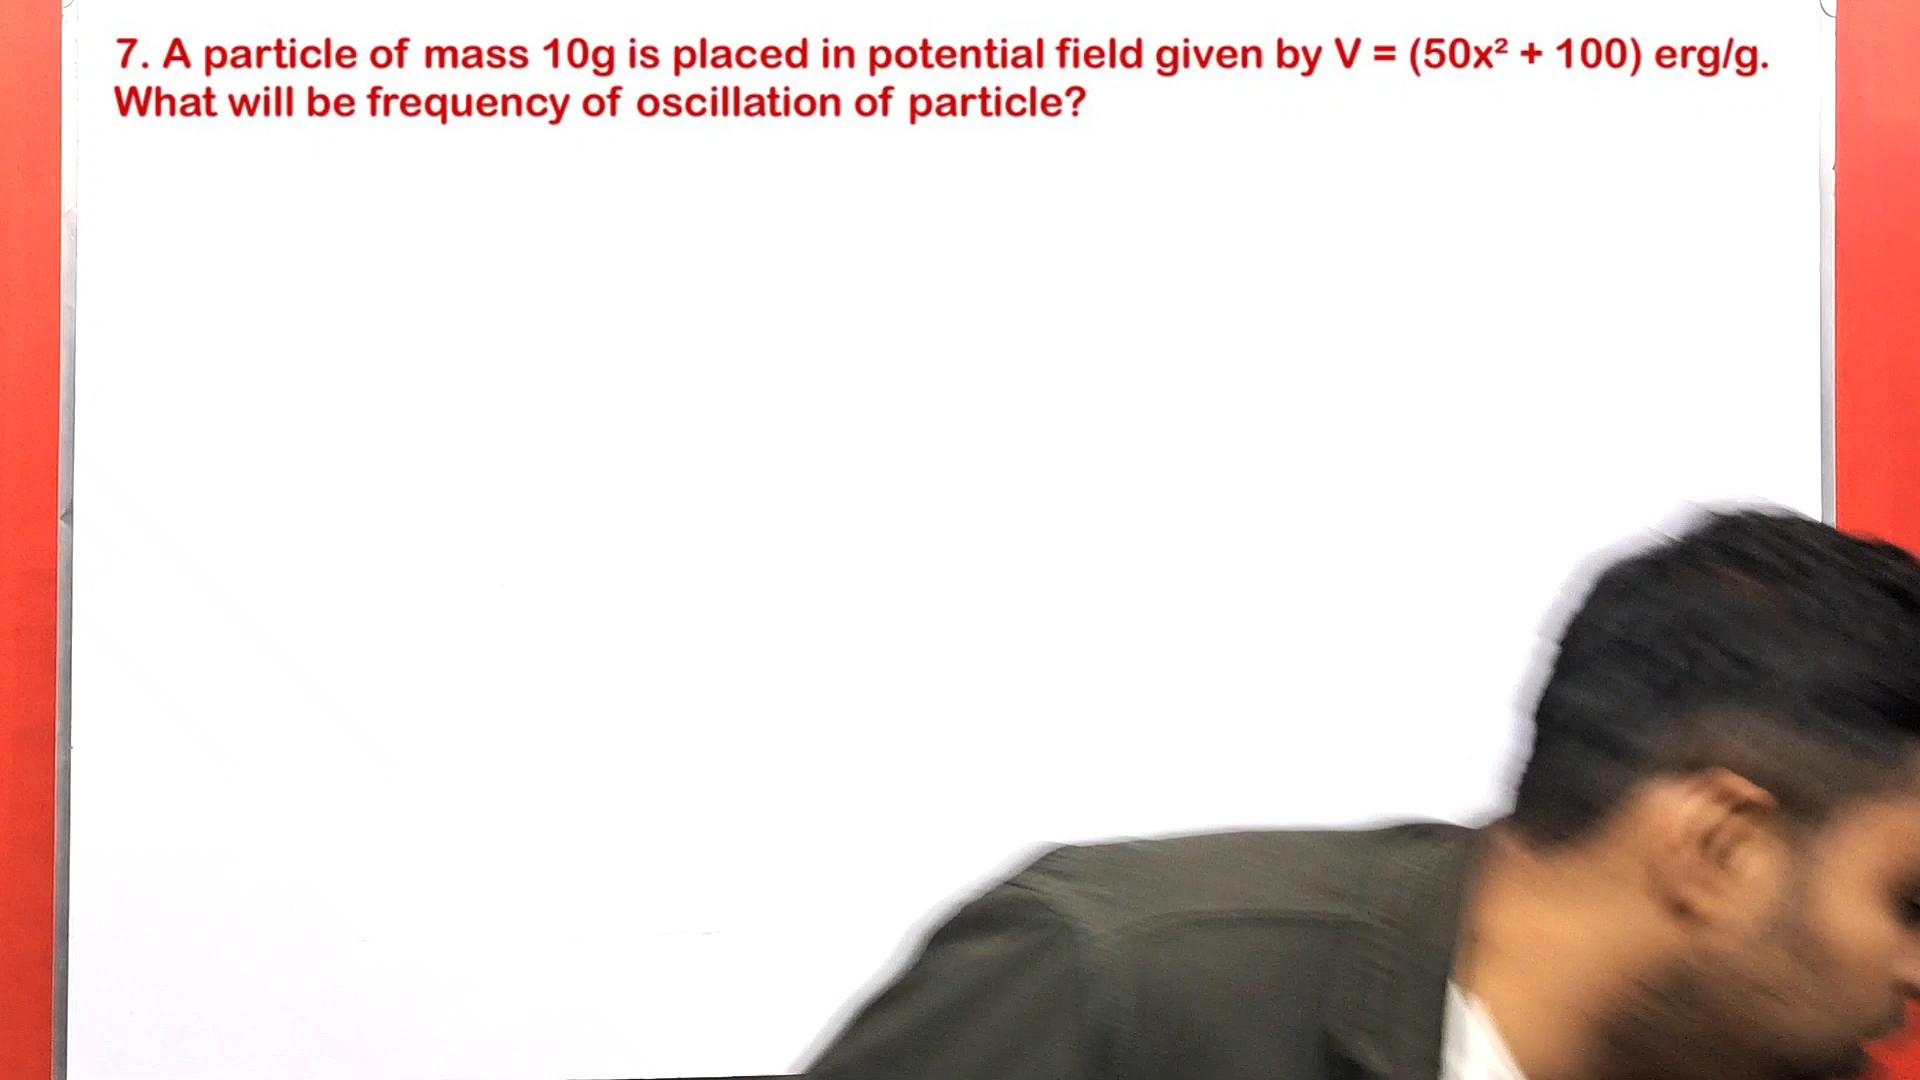 7. A particle of mass 10g is placed in potential field given by V = (50x² + 100) erg/g.
What will be frequency of oscillation of particle?